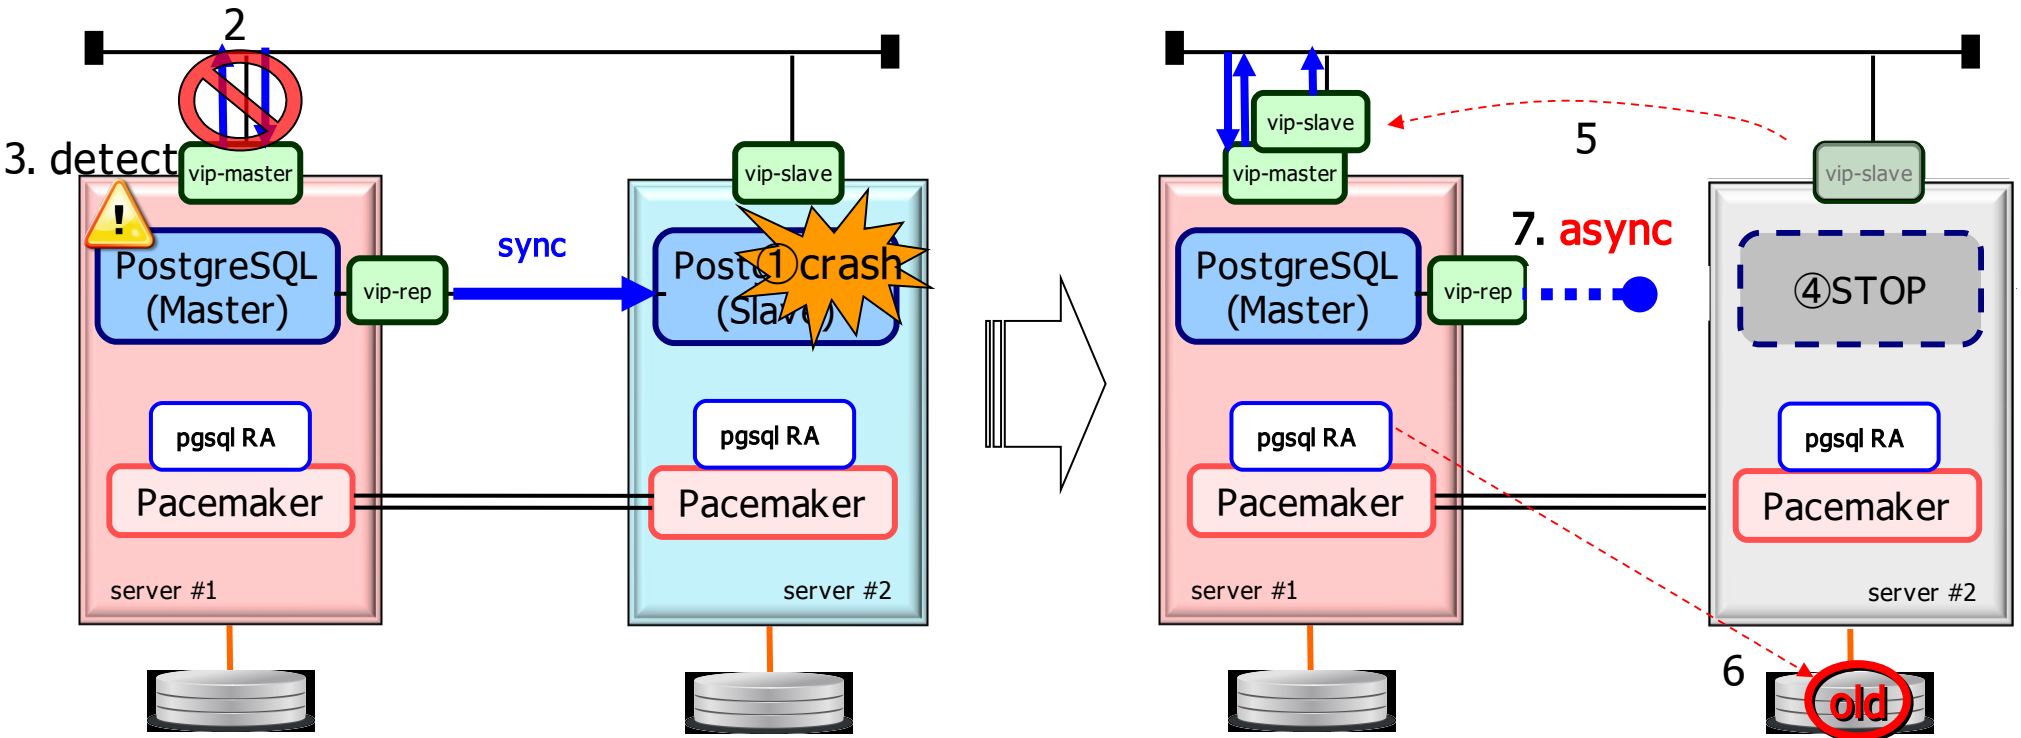 2
3. detect
vip-master
vip-slave
!
PostgreSQL
(Master)
vip-rep
sync
①crash
pgsql RA
Pacemaker
server #1
pgsql RA
Pacemaker
server #2
vip-slave
vip-master
5
vip-slave
7. async
PostgreSQL
(Master)
vip-rep
④STOP
pgsql RA
Pacemaker
server #1
pgsql RA
Pacemaker
server #2
6
old